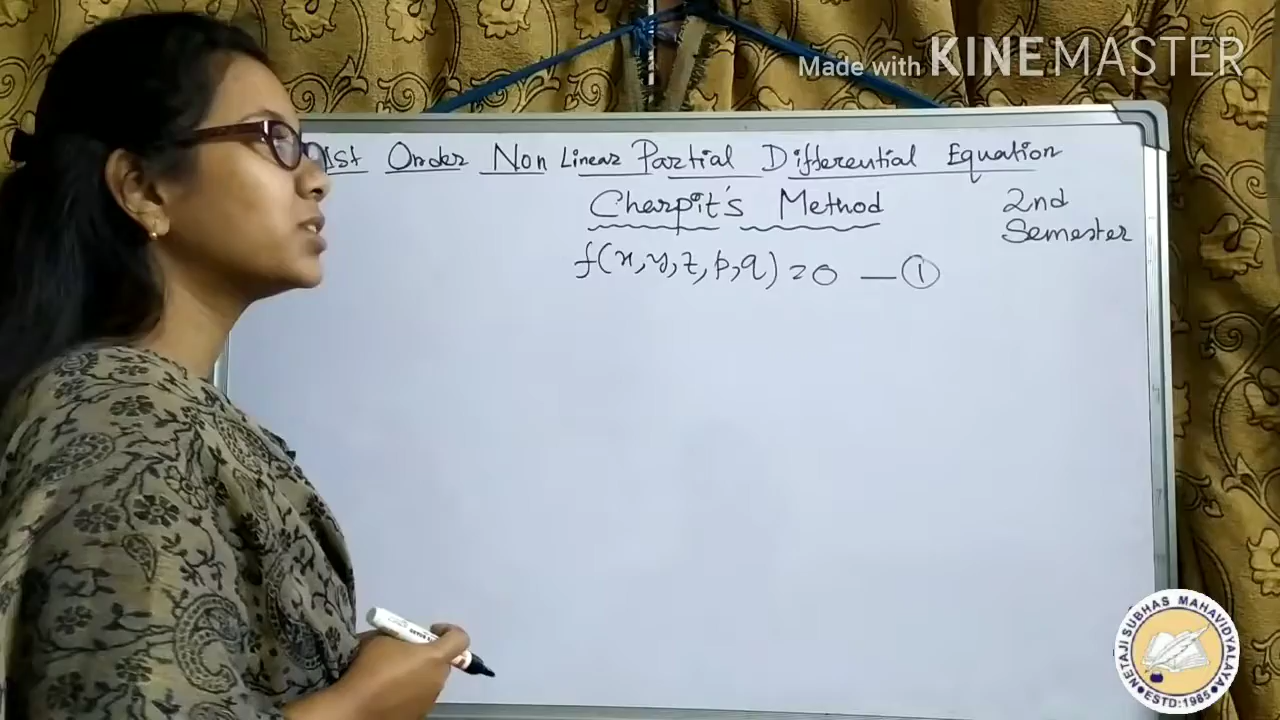 Made with KINEMASTER
1st Order Non Linear Partial Differential Equation
Charpit's Method
2nd
Semester
f(x,y,z,p,q) = 0 — ①
NETAJI SUBHAS MAHAVIDYALAYA
ESTD:1985